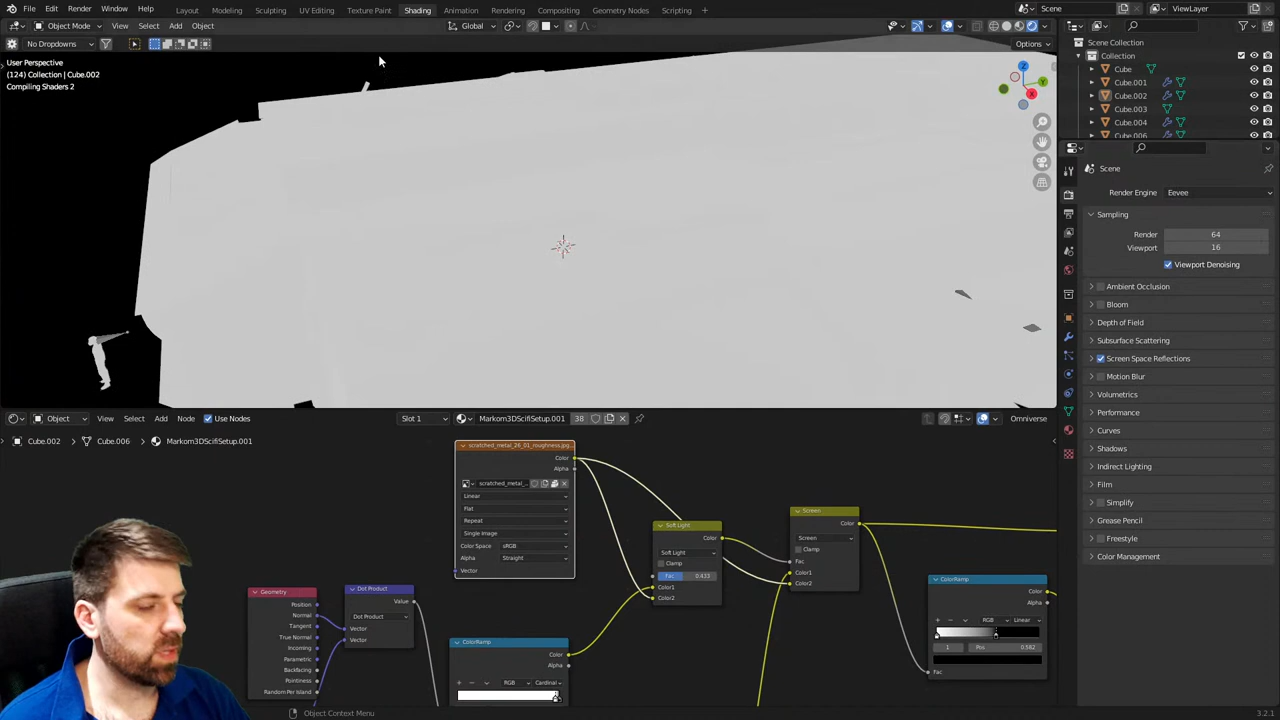 File Edit Render Window Help Layout Modeling Sculpting UV Editing Texture Paint Shading Animation Rendering Compositing Geometry Nodes Scripting Scene ViewLayer
Object Mode View Select Add Object Global
No Dropdowns Options
User Perspective
(124) Collection | Cube.002
Compiling Shaders 2
Z
Y
X
Scene Collection
Collection
Cube
Cube.001
Cube.002
Cube.003
Cube.004
Cube.006
Scene
Render Engine Eevee
Sampling
Render 64
Viewport 16
Viewport Denoising
Ambient Occlusion
Bloom
Depth of Field
Subsurface Scattering
Screen Space Reflections
Motion Blur
Volumetrics
Performance
Curves
Shadows
Indirect Lighting
Film
Simplify
Grease Pencil
Freestyle
Color Management
Object View Select Add Node Use Nodes Slot 1 Markom3DScifiSetup.001 38 Omniverse
Cube.002 > Cube.006 > Markom3DScifiSetup.001
scratched_metal_26_01_roughness.jpg...
Color
Alpha
scratched_metal_...
Linear
Flat
Repeat
Single Image
Color Space sRGB
Alpha Straight
Vector
Soft Light
Color
Soft Light
Clamp
Fac 0.433
Color1
Color2
Screen
Color
Screen
Clamp
Fac
Color1
Color2
ColorRamp
Color
Alpha
RGB Linear
1 Pos 0.582
Fac
Geometry
Position
Normal
Tangent
True Normal
Incoming
Parametric
Backfacing
Pointiness
Random Per Island
Dot Product
Value
Dot Product
Vector
Vector
ColorRamp
Color
Alpha
RGB Cardinal
Object Context Menu
3.2.1